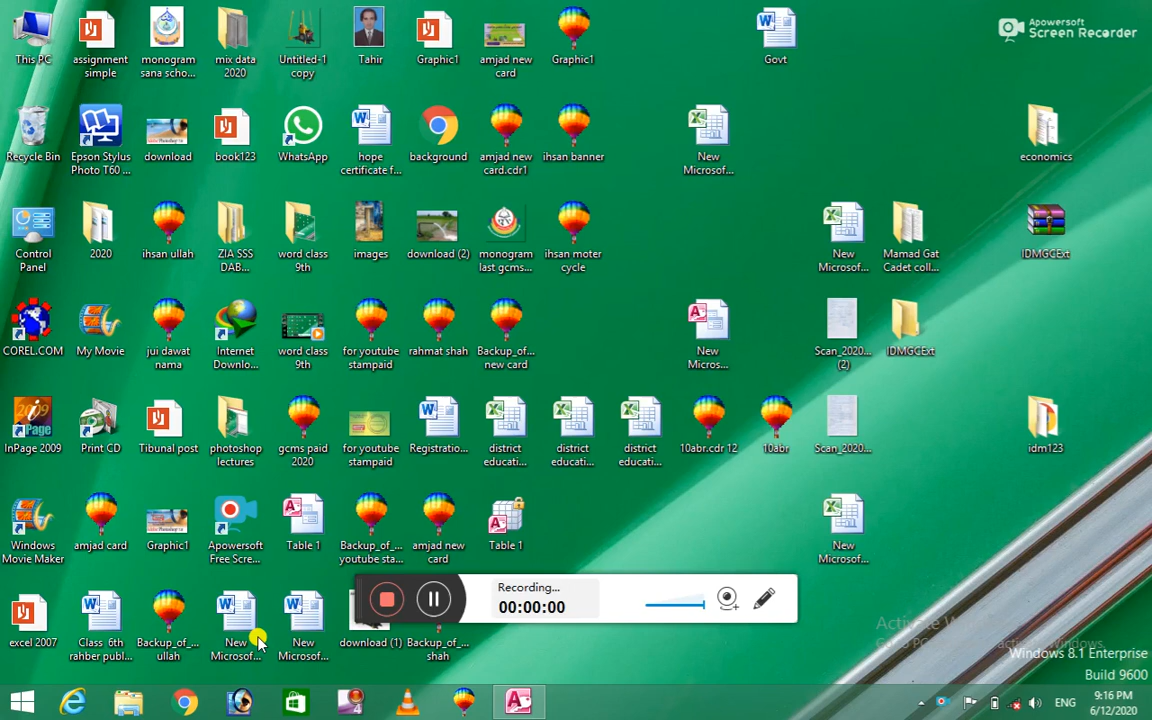 Apowersoft
Screen Recorder
This PC
assignment
simple
monogram
sana scho...
mix data
2020
Untitled-1
copy
Tahir
Graphic1
amjad new
card
Graphic1
Govt
Recycle Bin
Epson Stylus
Photo T60 ...
download
book123
WhatsApp
hope
certificate f...
background
amjad new
card.cdr1
ihsan banner
New
Microsof...
economics
Control
Panel
2020
ihsan ullah
ZIA SSS
DAB...
word class
9th
images
download (2)
monogram
last gcms...
ihsan moter
cycle
New
Microsof...
Mamad Gat
Cadet coll...
IDMGCExt
COREL.COM
My Movie
jui dawat
nama
Internet
Downlo...
word class
9th
for youtube
stampaid
rahmat shah
Backup_of_...
new card
New
Micros...
Scan_2020...
(2)
IDMGCExt
InPage 2009
Print CD
Tibunal post
photoshop
lectures
gcms paid
2020
for youtube
stampaid
Registratio...
district
educati...
district
educati...
district
educati...
10abr.cdr 12
10abr
Scan_2020...
idm123
Windows
Movie Maker
amjad card
Graphic1
Apowersoft
Free Scre...
Table 1
Backup_of_...
youtube sta...
amjad new
card
Table 1
New
Microsof...
Recording...
00:00:00
excel 2007
Class 6th
rahber publ...
Backup_of_...
ullah
New
Microsof...
New
Microsof...
download (1)
Backup_of_...
shah
Windows 8.1 Enterprise
Build 9600
ENG
9:16 PM
6/12/2020